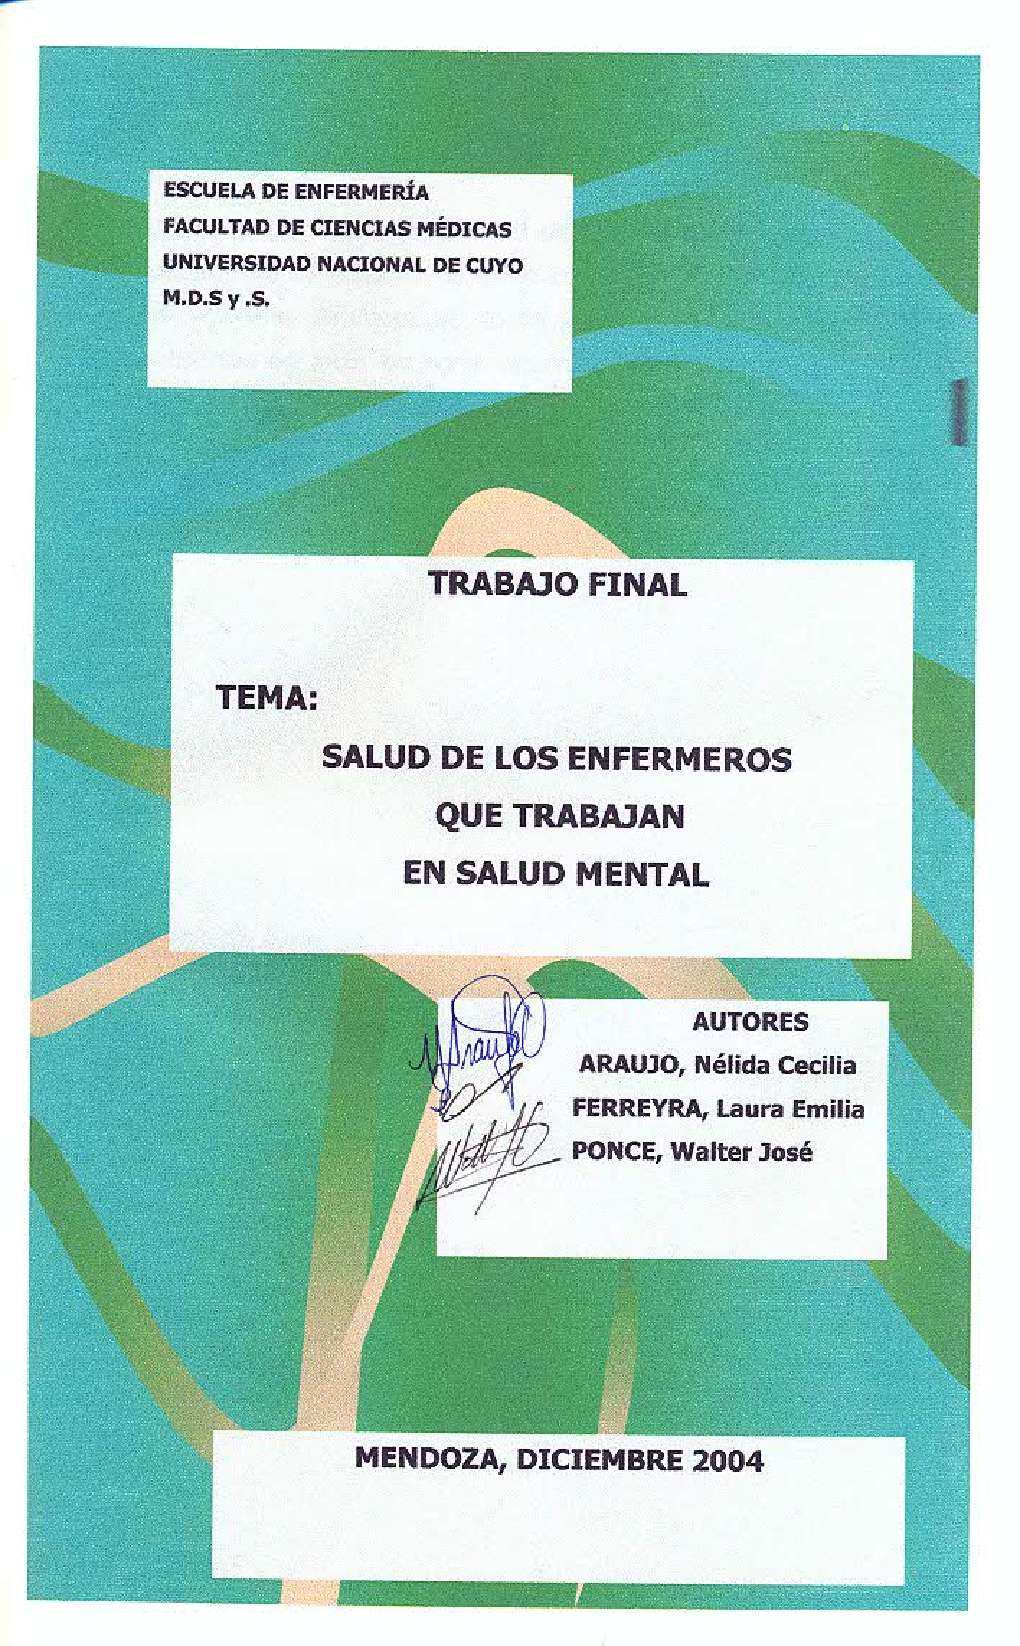 ESCUELA DE ENFERMERÍA
FACULTAD DE CIENCIAS MÉDICAS
UNIVERSIDAD NACIONAL DE CUYO
M.D.S y .S.
TRABAJO FINAL
TEMA:
SALUD DE LOS ENFERMEROS
QUE TRABAJAN
EN SALUD MENTAL
AUTORES
ARAUJO, Nélida Cecilia
FERREYRA, Laura Emilia
PONCE, Walter José
MENDOZA, DICIEMBRE 2004